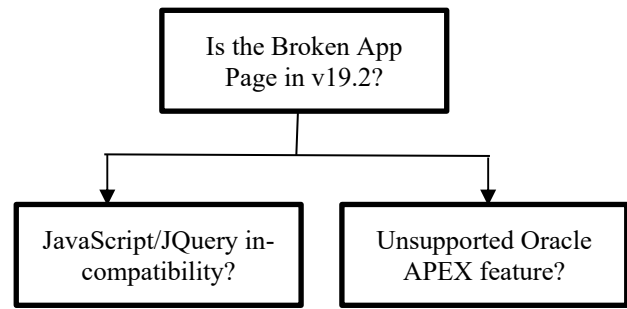 Is the Broken App
Page in v19.2?
JavaScript/JQuery in-
compatibility?
Unsupported Oracle
APEX feature?